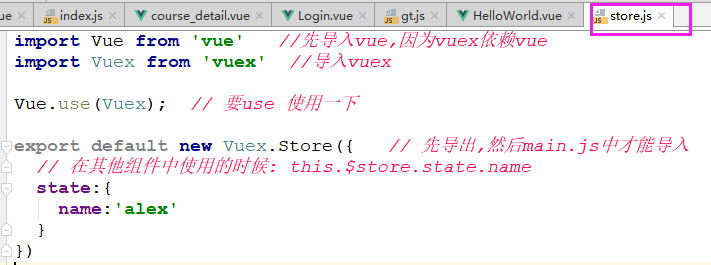 ue index.js course_detail.vue Login.vue gt.js HelloWorld.vue store.js
import Vue from 'vue' //先导入vue,因为vuex依赖vue
import Vuex from 'vuex' //导入vuex
Vue.use(Vuex); // 要use 使用一下
export default new Vuex.Store({ // 先导出,然后main.js中才能导入
// 在其他组件中使用的时候: this.$store.state.name
state:{
name:'alex'
}
})